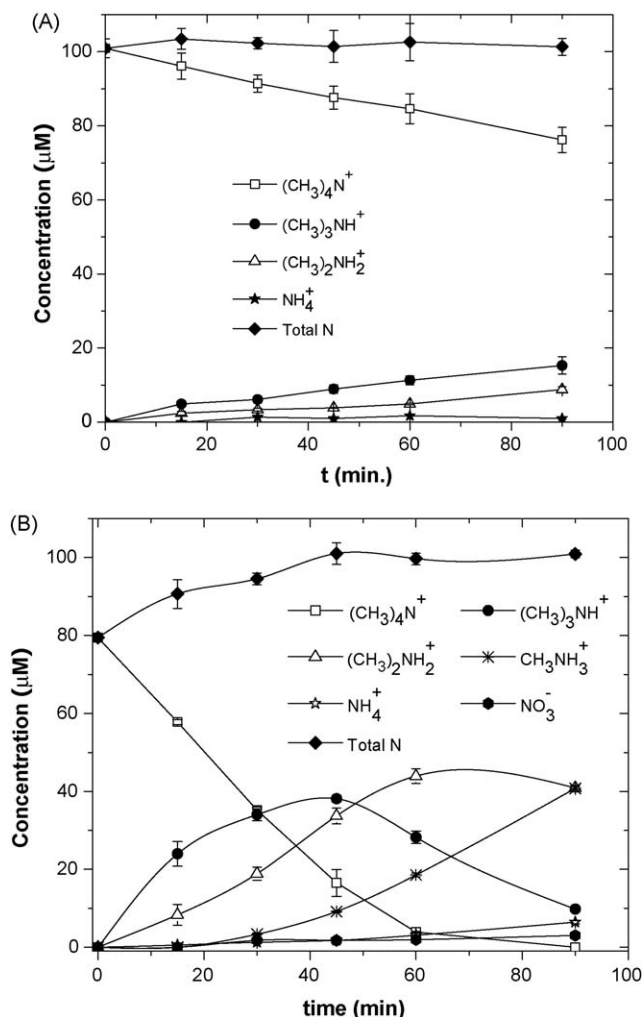 (A)
100
80
60
40
20
0
Concentration (μM)
(CH₃)₄N⁺
(CH₃)₃NH⁺
(CH₃)₂NH₂⁺
NH₄⁺
Total N
0 20 40 60 80 100
t (min.)
(B)
100
80
60
40
20
0
Concentration (μM)
(CH₃)₄N⁺ (CH₃)₃NH⁺
(CH₃)₂NH₂⁺ CH₃NH₃⁺
NH₄⁺ NO₃⁻
Total N
0 20 40 60 80 100
time (min)